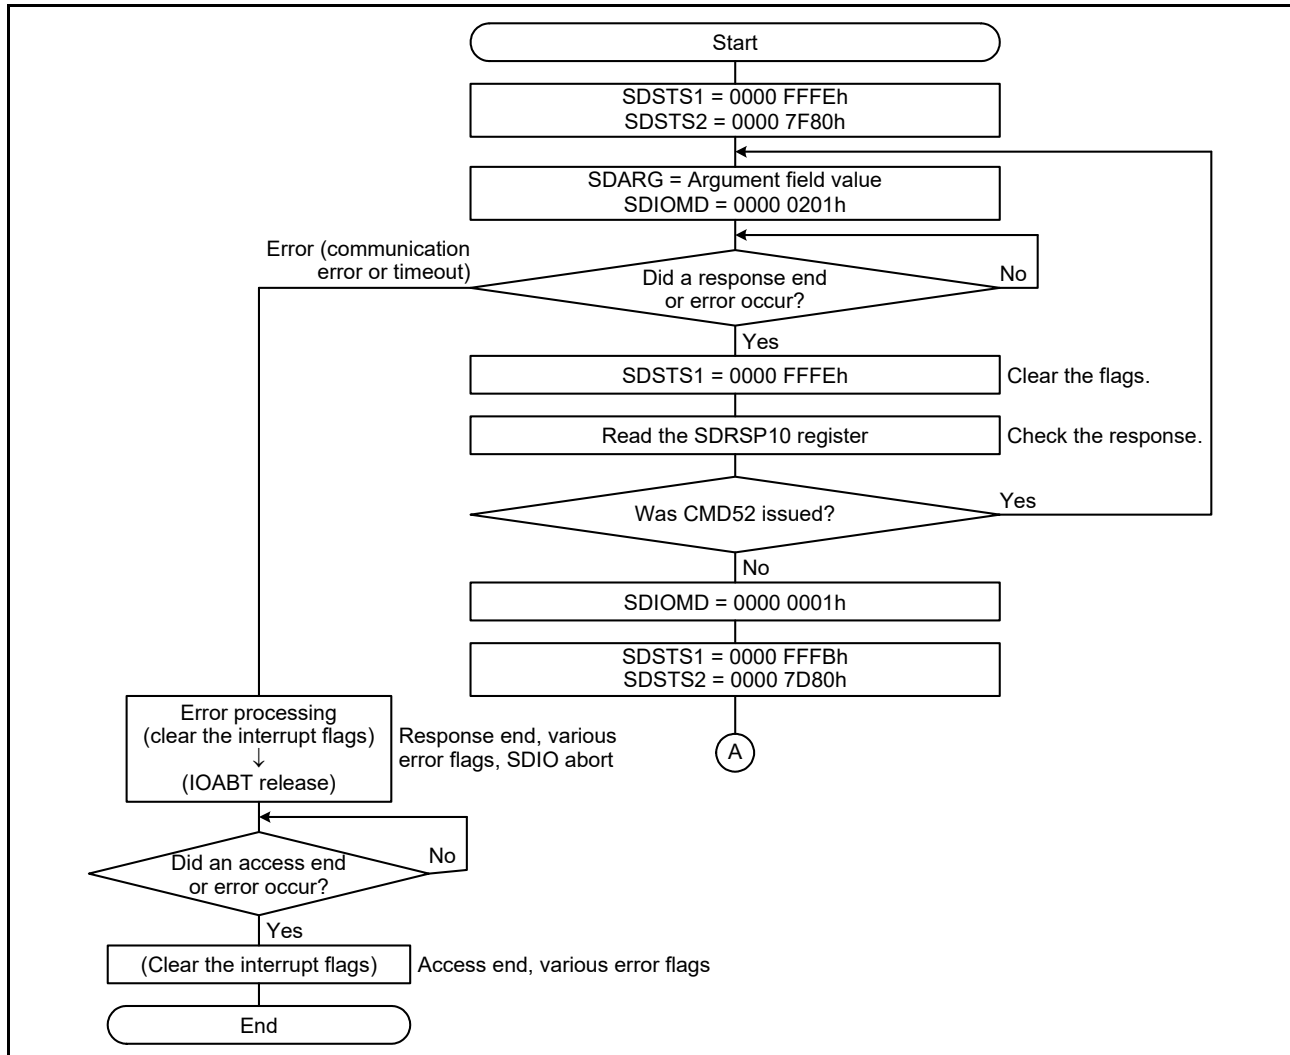 Start
SDSTS1 = 0000 FFFEh
SDSTS2 = 0000 7F80h
SDARG = Argument field value
SDIOMD = 0000 0201h
Error (communication
error or timeout)
Did a response end
or error occur?
No
Yes
SDSTS1 = 0000 FFFEh
Clear the flags.
Read the SDRSP10 register
Check the response.
Was CMD52 issued?
Yes
No
SDIOMD = 0000 0001h
SDSTS1 = 0000 FFFBh
SDSTS2 = 0000 7D80h
A
Error processing
(clear the interrupt flags)
↓
(IOABT release)
Response end, various
error flags, SDIO abort
Did an access end
or error occur?
No
Yes
(Clear the interrupt flags)
Access end, various error flags
End